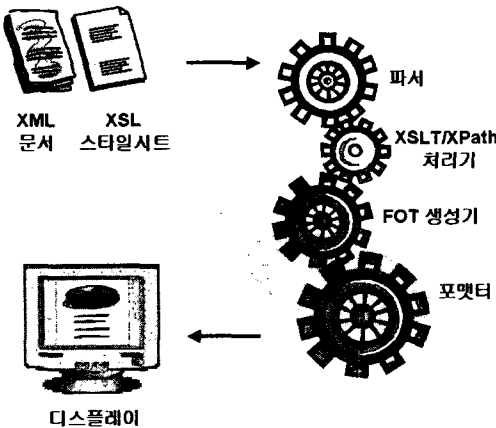 XML
문서
XSL
스타일시트
파서
XSLT/XPath
처리기
FOT 생성기
포맷터
디스플레이